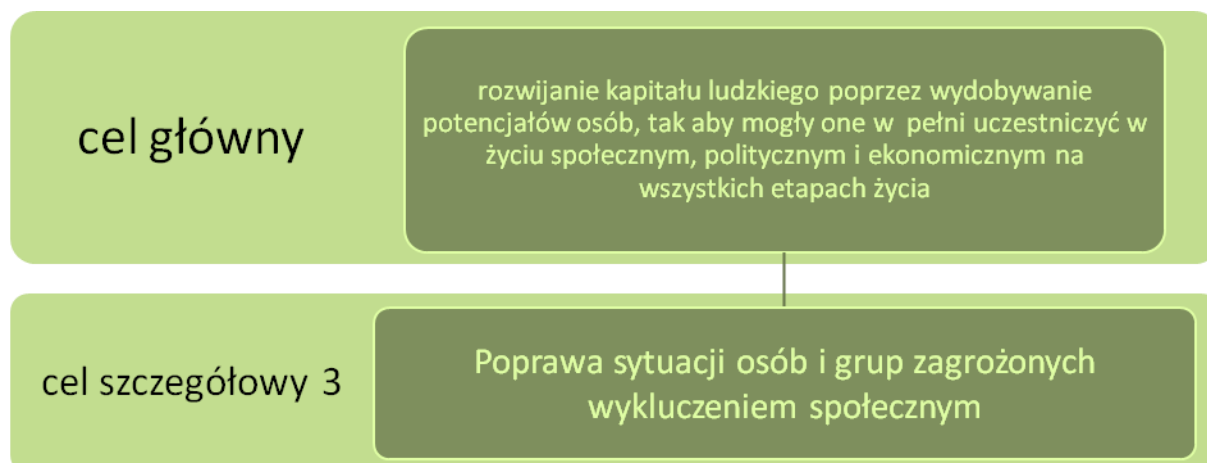 cel główny
rozwijanie kapitału ludzkiego poprzez wydobywanie
potencjałów osób, tak aby mogły one w pełni uczestniczyć w
życiu społecznym, politycznym i ekonomicznym na
wszystkich etapach życia
cel szczegółowy 3
Poprawa sytuacji osób i grup zagrożonych
wykluczeniem społecznym